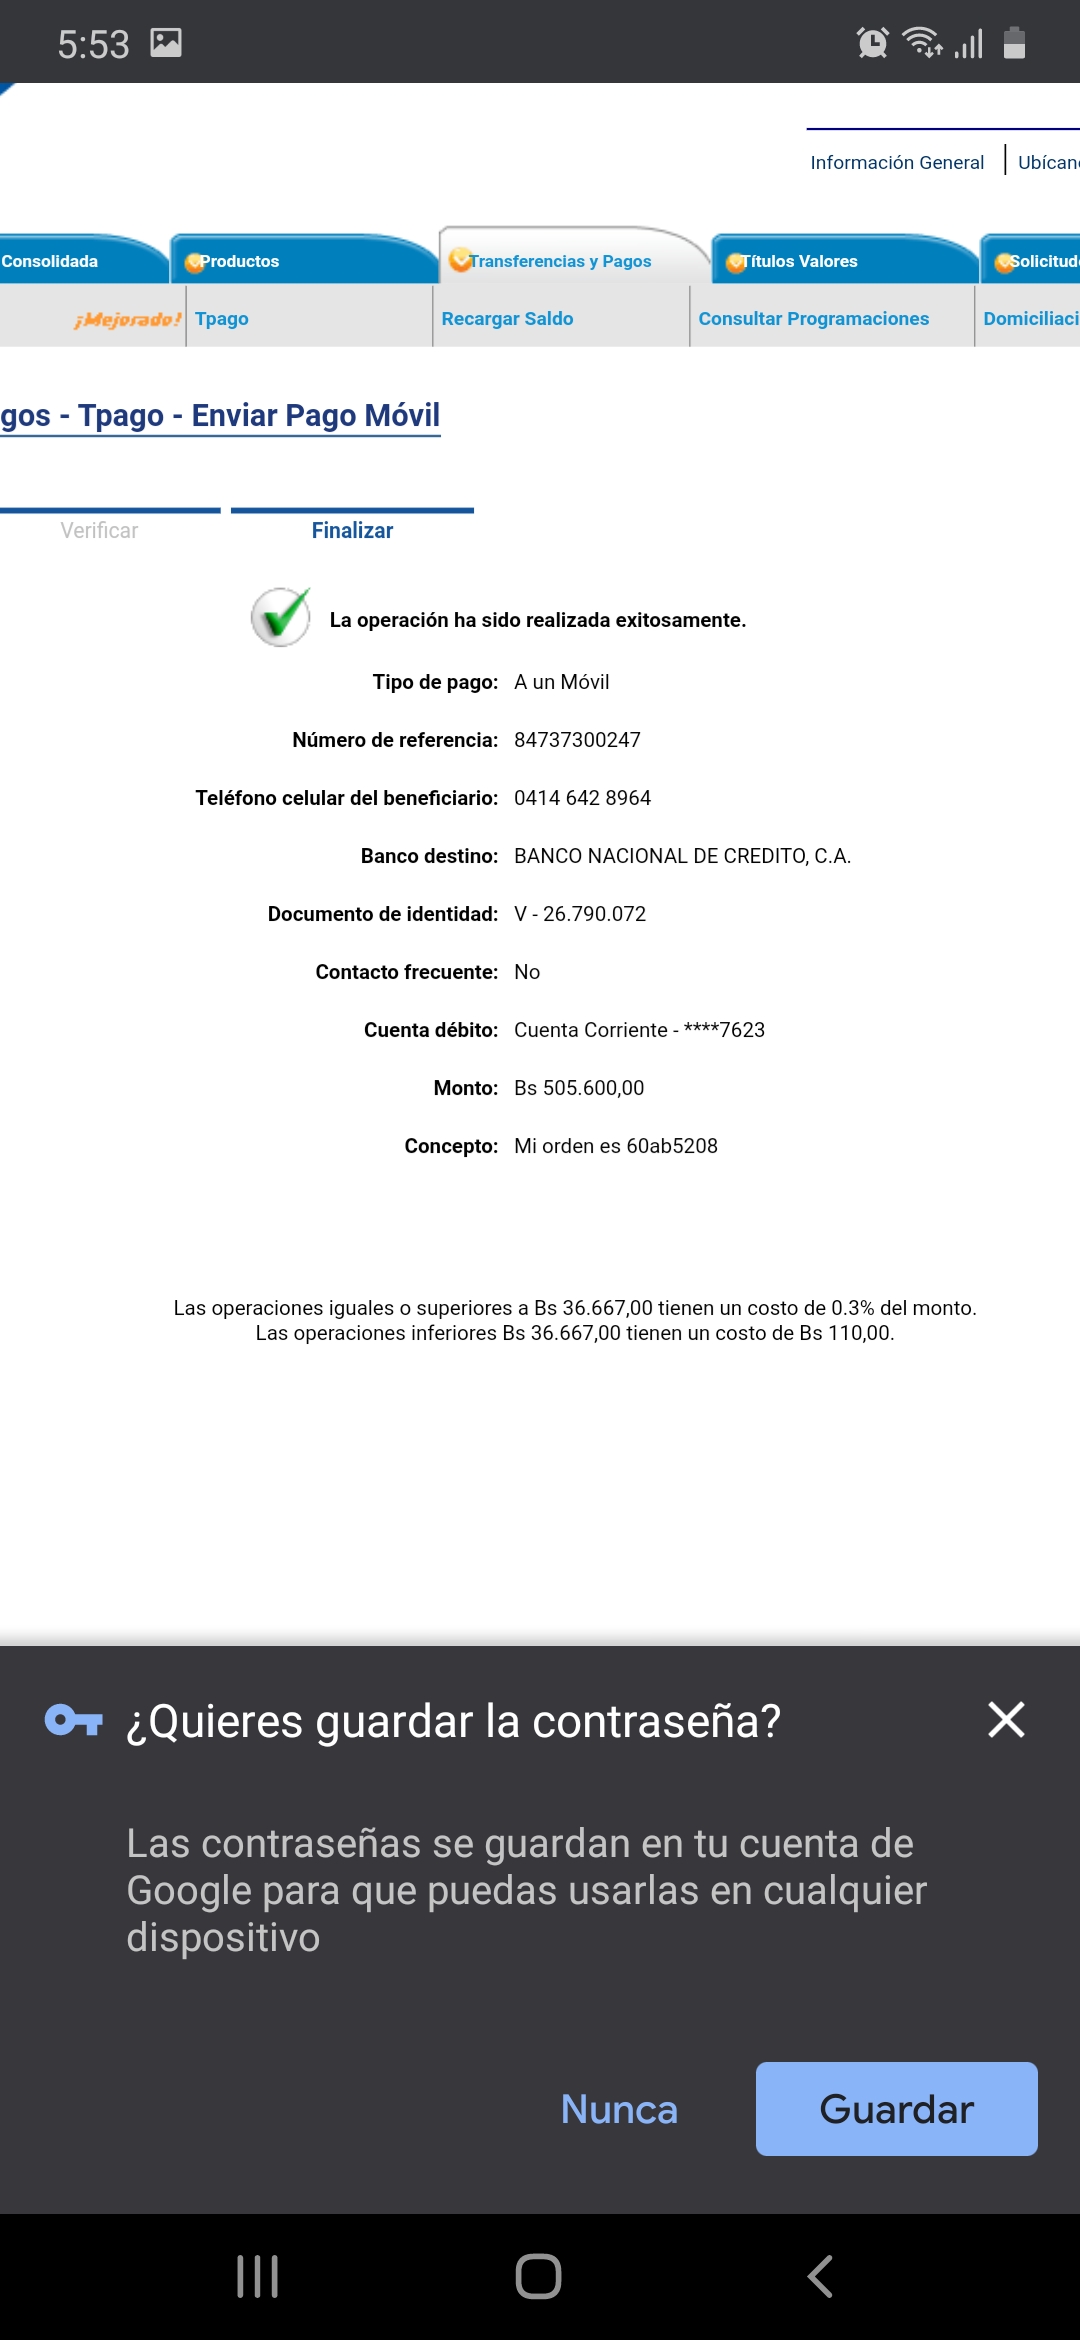 5:53
Información General
Consolidada
Productos
Transferencias y Pagos
Títulos Valores
¡Mejorado!
Tpago
Recargar Saldo
Consultar Programaciones
gos - Tpago - Enviar Pago Móvil
Verificar
Finalizar
La operación ha sido realizada exitosamente.
Tipo de pago: A un Móvil
Número de referencia: 84737300247
Teléfono celular del beneficiario: 0414 642 8964
Banco destino: BANCO NACIONAL DE CREDITO, C.A.
Documento de identidad: V - 26.790.072
Contacto frecuente: No
Cuenta débito: Cuenta Corriente - ****7623
Monto: Bs 505.600,00
Concepto: Mi orden es 60ab5208
Las operaciones iguales o superiores a Bs 36.667,00 tienen un costo de 0.3% del monto.
Las operaciones inferiores Bs 36.667,00 tienen un costo de Bs 110,00.
¿Quieres guardar la contraseña?
Las contraseñas se guardan en tu cuenta de
Google para que puedas usarlas en cualquier
dispositivo
Nunca
Guardar